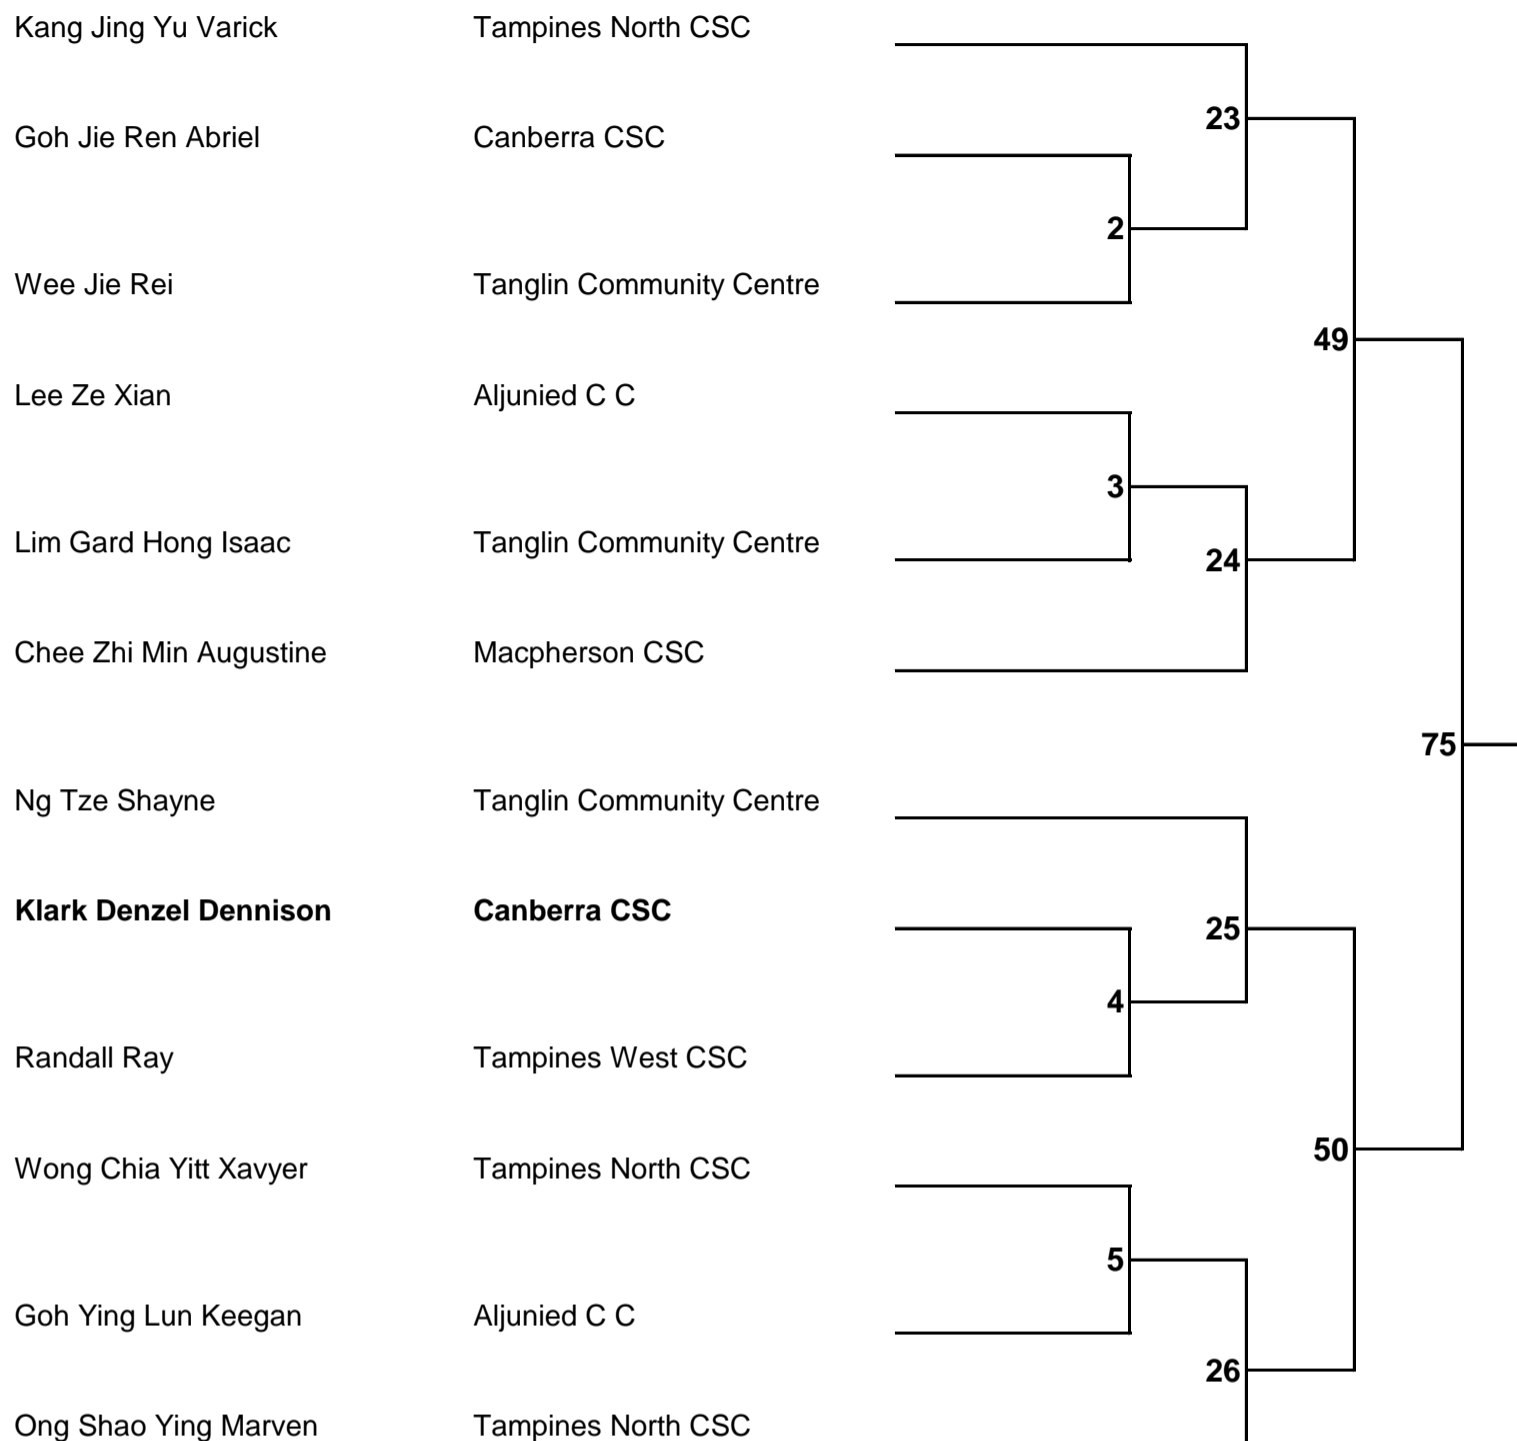 Kang Jing Yu Varick Tampines North CSC
23
Goh Jie Ren Abriel Canberra CSC
2
Wee Jie Rei Tanglin Community Centre
49
Lee Ze Xian Aljunied C C
3
Lim Gard Hong Isaac Tanglin Community Centre
24
Chee Zhi Min Augustine Macpherson CSC
75
Ng Tze Shayne Tanglin Community Centre
Klark Denzel Dennison Canberra CSC
25
4
Randall Ray Tampines West CSC
50
Wong Chia Yitt Xavyer Tampines North CSC
5
Goh Ying Lun Keegan Aljunied C C
26
Ong Shao Ying Marven Tampines North CSC